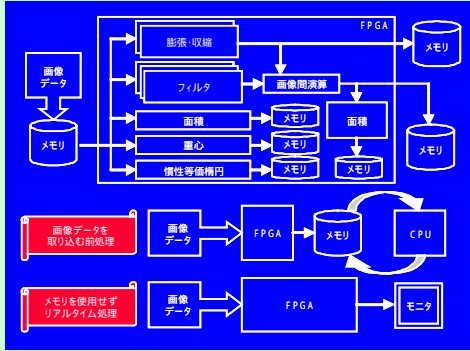 FPGA
膨張・収縮
メモリ
画像
データ
フィルタ
画像間演算
面積
メモリ
面積
メモリ
重心
メモリ
メモリ
慣性等価楕円
メモリ
メモリ
画像データを
取り込む前処理
画像
データ
FPGA
メモリ
CPU
メモリを使用せず
リアルタイム処理
画像
データ
FPGA
モニタ